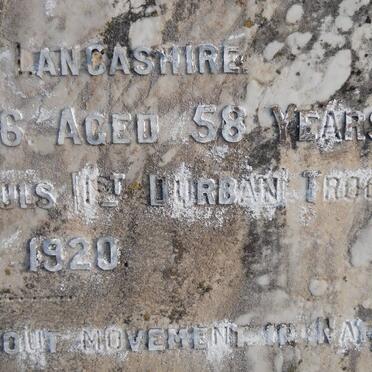 LANCASHIRE
6 AGED 58 YEARS
UIS 1ST DURBAN TRO
1920
OUT MOVEMENT IN NA